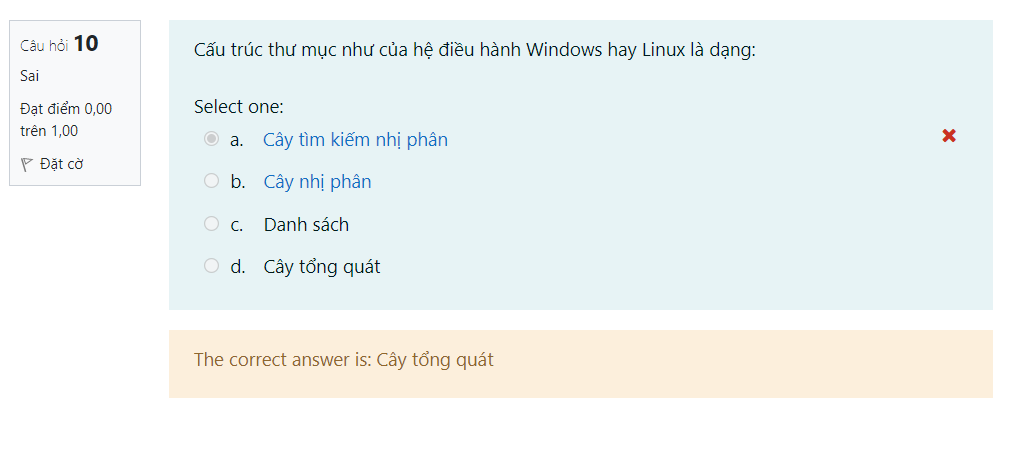 Câu hỏi 10
Sai
Đạt điểm 0,00
trên 1,00
Đặt cờ
Cấu trúc thư mục như của hệ điều hành Windows hay Linux là dạng:
Select one:
a. Cây tìm kiếm nhị phân
b. Cây nhị phân
c. Danh sách
d. Cây tổng quát
The correct answer is: Cây tổng quát